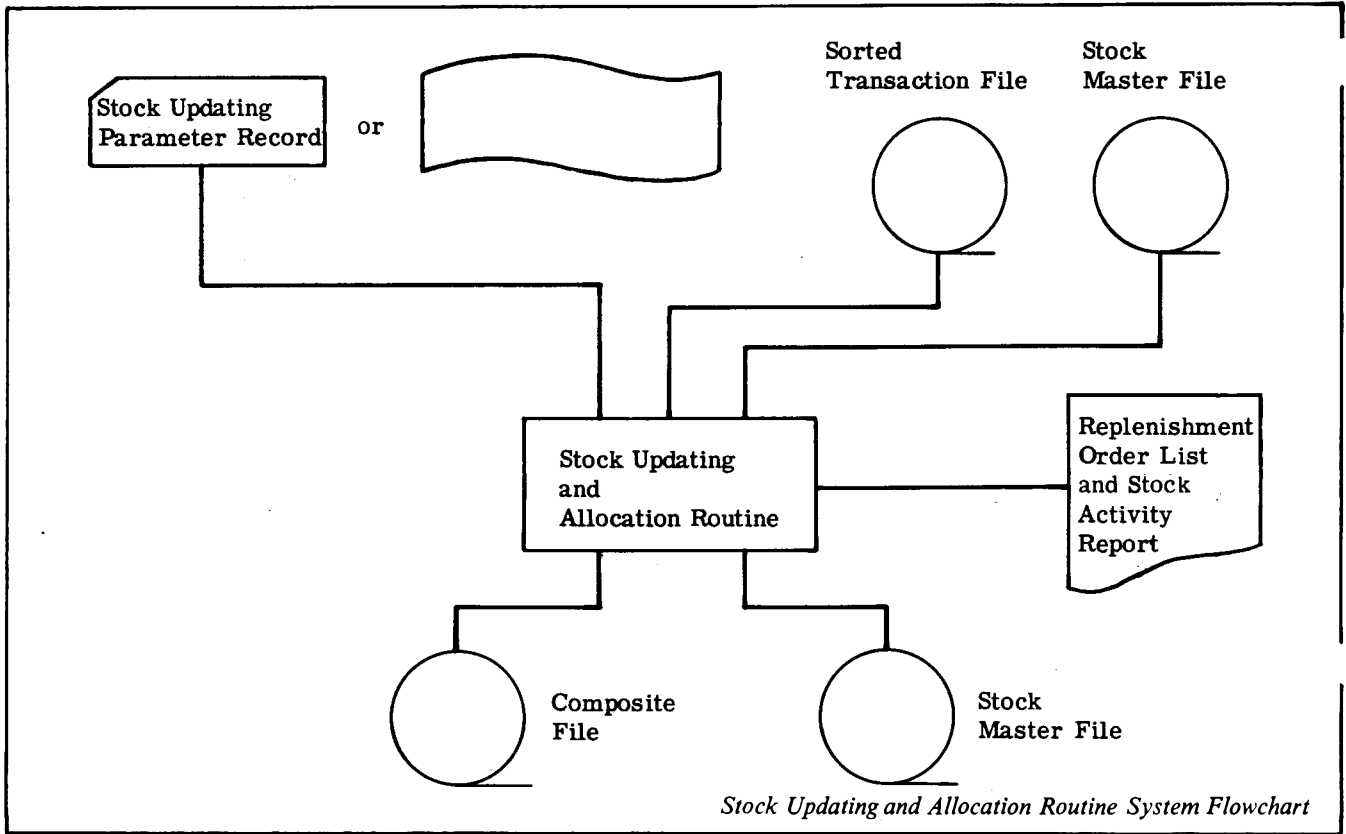 Stock Updating
Parameter Record
or
Sorted
Transaction File
Stock
Master File
Stock Updating
and
Allocation Routine
Replenishment
Order List
and Stock
Activity
Report
Composite
File
Stock
Master File
Stock Updating and Allocation Routine System Flowchart